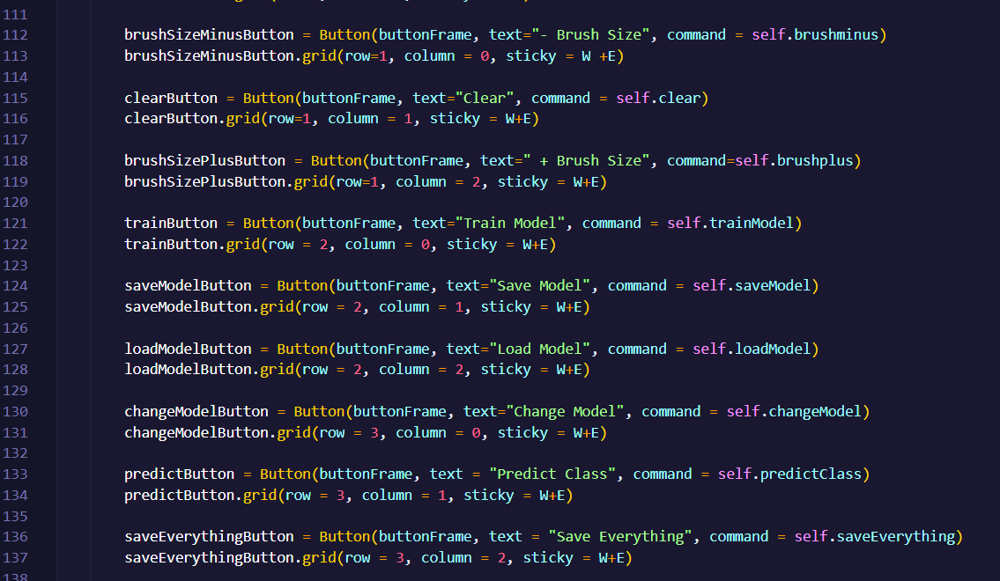 111
112 brushSizeMinusButton = Button(buttonFrame, text="- Brush Size", command = self.brushminus)
113 brushSizeMinusButton.grid(row=1, column = 0, sticky = W +E)
114
115 clearButton = Button(buttonFrame, text="Clear", command = self.clear)
116 clearButton.grid(row=1, column = 1, sticky = W+E)
117
118 brushSizePlusButton = Button(buttonFrame, text=" + Brush Size", command=self.brushplus)
119 brushSizePlusButton.grid(row=1, column = 2, sticky = W+E)
120
121 trainButton = Button(buttonFrame, text="Train Model", command = self.trainModel)
122 trainButton.grid(row = 2, column = 0, sticky = W+E)
123
124 saveModelButton = Button(buttonFrame, text="Save Model", command = self.saveModel)
125 saveModelButton.grid(row = 2, column = 1, sticky = W+E)
126
127 loadModelButton = Button(buttonFrame, text="Load Model", command = self.loadModel)
128 loadModelButton.grid(row = 2, column = 2, sticky = W+E)
129
130 changeModelButton = Button(buttonFrame, text="Change Model", command = self.changeModel)
131 changeModelButton.grid(row = 3, column = 0, sticky = W+E)
132
133 predictButton = Button(buttonFrame, text = "Predict Class", command = self.predictClass)
134 predictButton.grid(row = 3, column = 1, sticky = W+E)
135
136 saveEverythingButton = Button(buttonFrame, text = "Save Everything", command = self.saveEverything)
137 saveEverythingButton.grid(row = 3, column = 2, sticky = W+E)
138